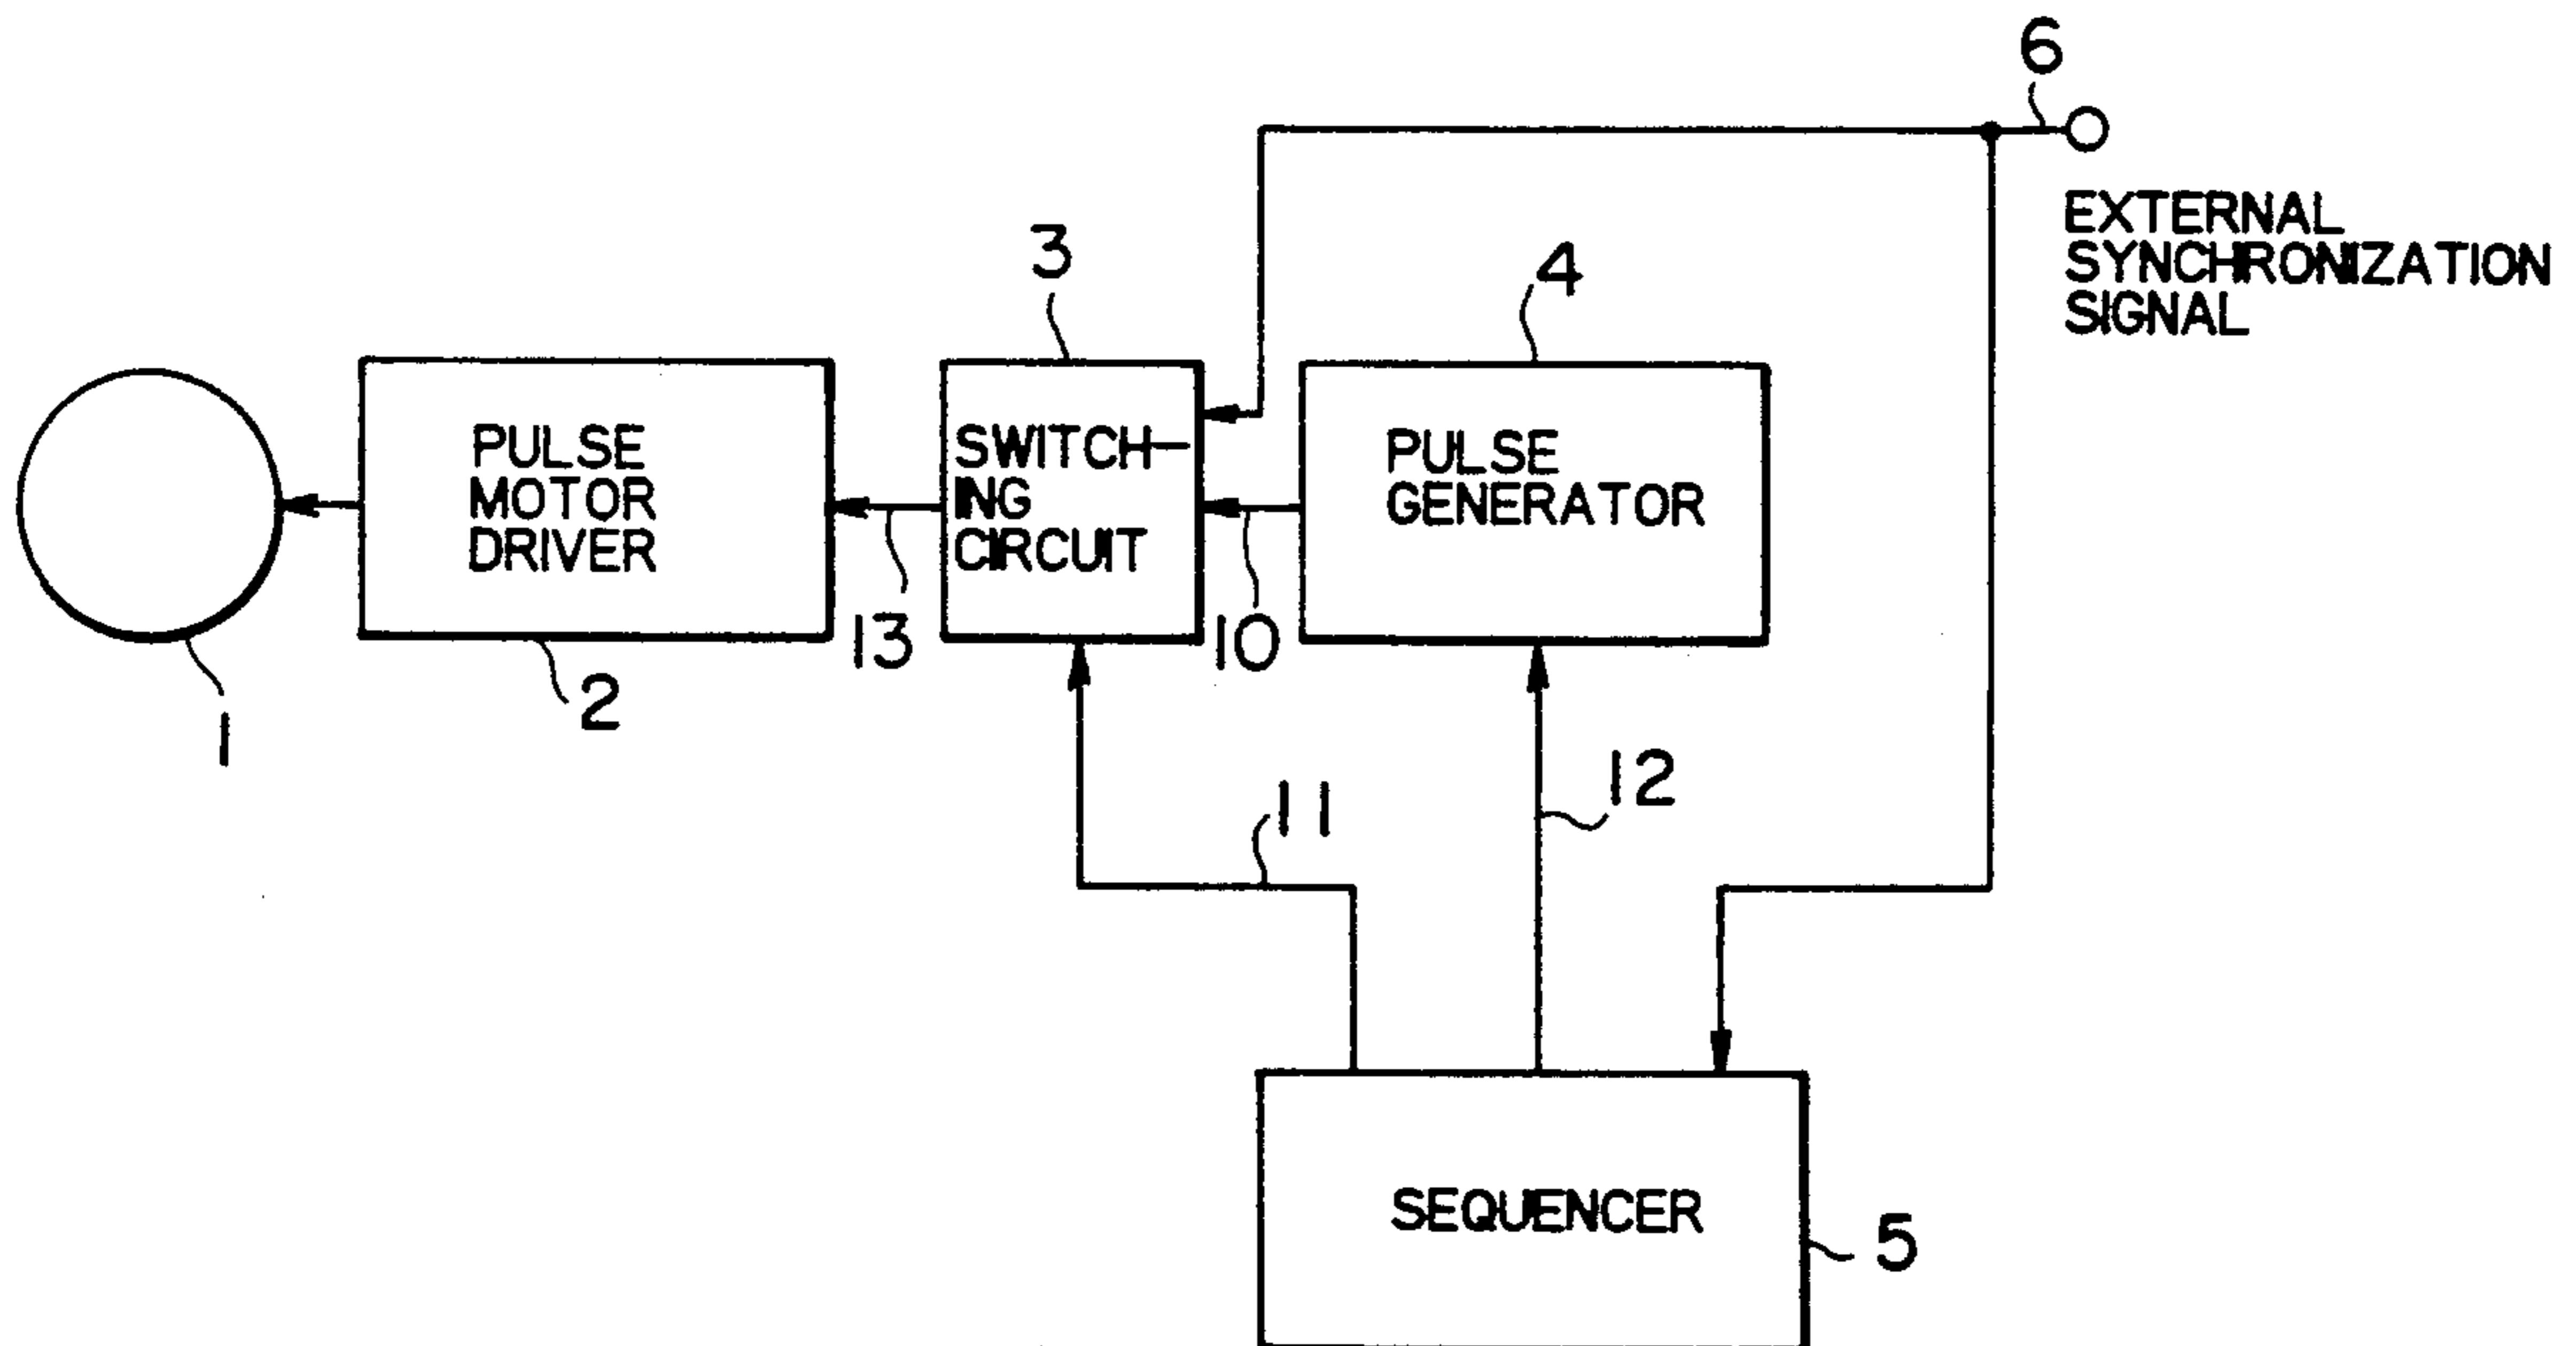 6
EXTERNAL
SYNCHRONIZATION
SIGNAL
3
4
PULSE
MOTOR
DRIVER
SWITCH-
ING
CIRCUIT
PULSE
GENERATOR
13
10
1
2
11
12
SEQUENCER
5